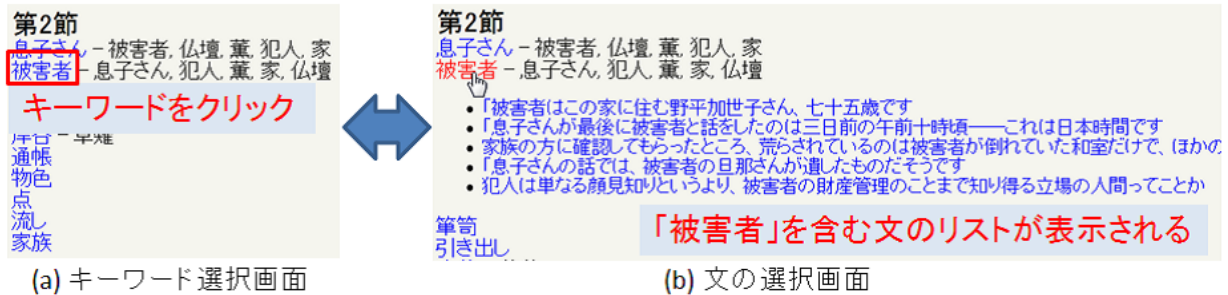 第2節
息子さん － 被害者, 仏壇, 薫, 犯人, 家
被害者 － 息子さん, 犯人, 薫, 家, 仏壇
キーワードをクリック
通帳
物色
点
流し
家族
(a) キーワード選択画面
第2節
息子さん － 被害者, 仏壇, 薫, 犯人, 家
被害者 － 息子さん, 犯人, 薫, 家, 仏壇
• 「被害者はこの家に住む野平加世子さん、七十五歳です
• 「息子さんが最後に被害者と話をしたのは三日前の午前十時頃――これは日本時間です
• 家族の方に確認してもらったところ、荒らされているのは被害者が倒れていた和室だけで、ほかの
• 「息子さんの話では、被害者の旦那さんが遺したものだそうです
• 犯人は単なる顔見知りというより、被害者の財産管理のことまで知り得る立場の人間ってことか
箪笥
引き出し
「被害者」を含む文のリストが表示される
(b) 文の選択画面